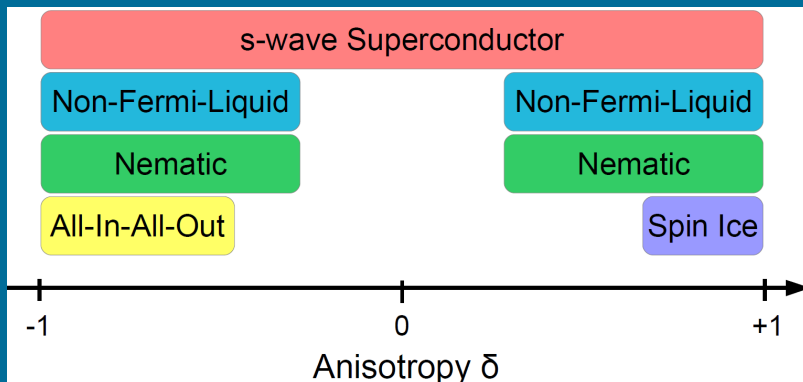 s-wave Superconductor
Non-Fermi-Liquid Non-Fermi-Liquid
Nematic Nematic
All-In-All-Out Spin Ice
-1 0 +1
Anisotropy δ